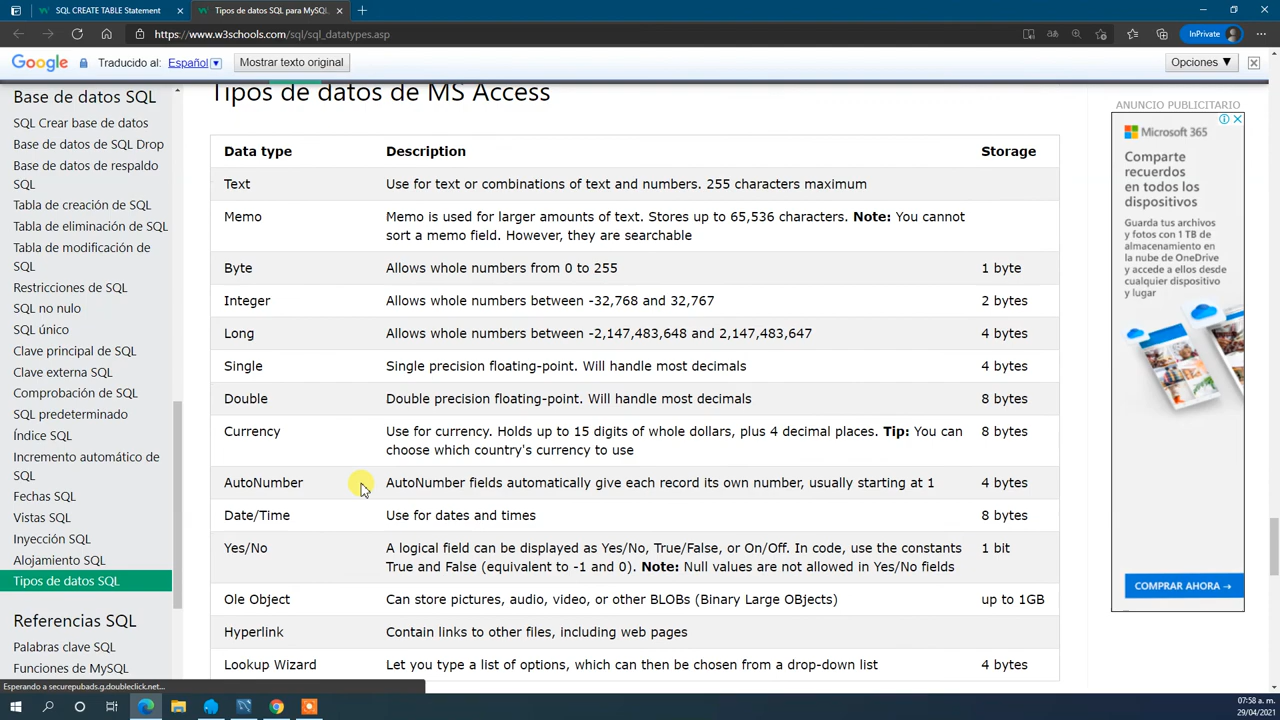 SQL CREATE TABLE Statement
Tipos de datos SQL para MySQL
https://www.w3schools.com/sql/sql_datatypes.asp
InPrivate
Google
Traducido al: Español
Mostrar texto original
Opciones ▼
Base de datos SQL
SQL Crear base de datos
Base de datos de SQL Drop
Base de datos de respaldo
SQL
Tabla de creación de SQL
Tabla de eliminación de SQL
Tabla de modificación de
SQL
Restricciones de SQL
SQL no nulo
SQL único
Clave principal de SQL
Clave externa SQL
Comprobación de SQL
SQL predeterminado
Índice SQL
Incremento automático de
SQL
Fechas SQL
Vistas SQL
Inyección SQL
Alojamiento SQL
Tipos de datos SQL
Referencias SQL
Palabras clave SQL
Funciones de MySQL
Tipos de datos de MS Access
Data type Description Storage
Text Use for text or combinations of text and numbers. 255 characters maximum
Memo Memo is used for larger amounts of text. Stores up to 65,536 characters. Note: You cannot
sort a memo field. However, they are searchable
Byte Allows whole numbers from 0 to 255 1 byte
Integer Allows whole numbers between -32,768 and 32,767 2 bytes
Long Allows whole numbers between -2,147,483,648 and 2,147,483,647 4 bytes
Single Single precision floating-point. Will handle most decimals 4 bytes
Double Double precision floating-point. Will handle most decimals 8 bytes
Currency Use for currency. Holds up to 15 digits of whole dollars, plus 4 decimal places. Tip: You can 8 bytes
choose which country's currency to use
AutoNumber AutoNumber fields automatically give each record its own number, usually starting at 1 4 bytes
Date/Time Use for dates and times 8 bytes
Yes/No A logical field can be displayed as Yes/No, True/False, or On/Off. In code, use the constants 1 bit
True and False (equivalent to -1 and 0). Note: Null values are not allowed in Yes/No fields
Ole Object Can store pictures, audio, video, or other BLOBs (Binary Large OBjects) up to 1GB
Hyperlink Contain links to other files, including web pages
Lookup Wizard Let you type a list of options, which can then be chosen from a drop-down list 4 bytes
ANUNCIO PUBLICITARIO
Microsoft 365
Comparte
recuerdos
en todos los
dispositivos
Guarda tus archivos
y fotos con 1 TB de
almacenamiento en
la nube de OneDrive
y accede a ellos desde
cualquier dispositivo
y lugar
COMPRAR AHORA →
Esperando a securepubads.g.doubleclick.net...
07:58 a. m.
29/04/2021